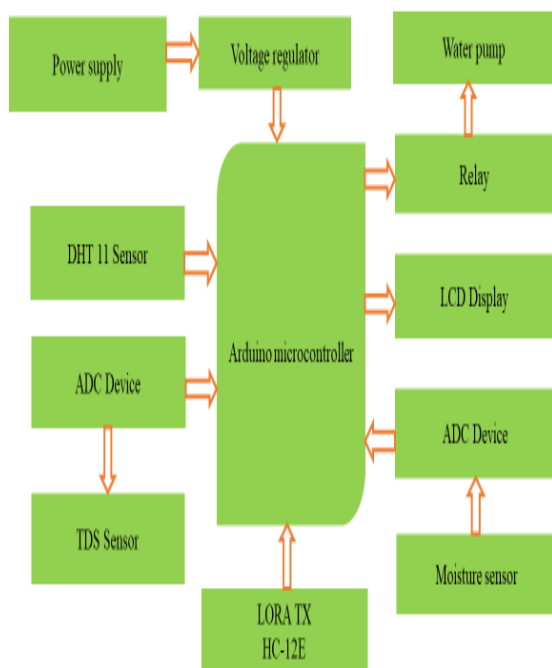 Power supply
Voltage regulator
Water pump
Relay
DHT 11 Sensor
LCD Display
Arduino microcontroller
ADC Device
ADC Device
TDS Sensor
Moisture sensor
LORA TX
HC-12E